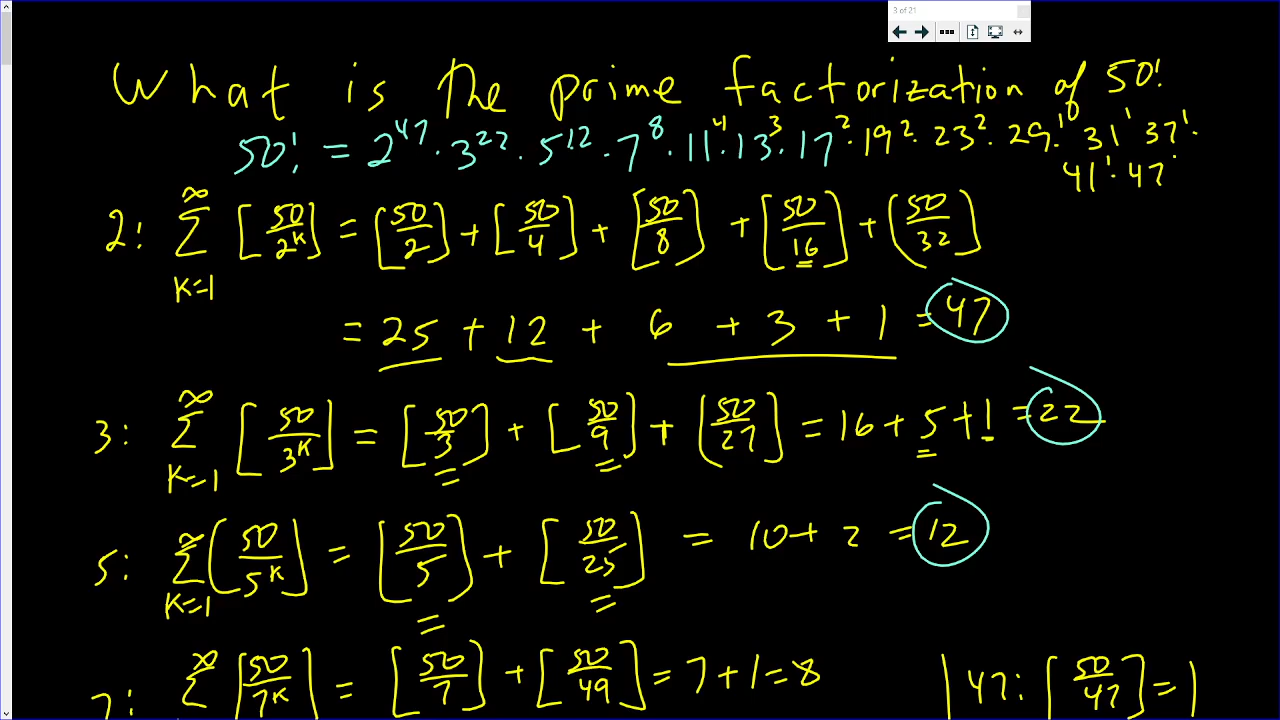 3 of 21
What is the prime factorization of 50!
50! = 2^47 · 3^22 · 5^12 · 7^8 · 11^4 · 13^3 · 17^2 · 19^2 · 23^2 · 29^1 · 31^1 37^1 ·
41^1 · 47^1
2: ∞ Σ K=1 [50/2^K] = [50/2] + [50/4] + [50/8] + [50/16] + [50/32]
= 25 + 12 + 6 + 3 + 1 = 47
3: ∞ Σ K=1 [50/3^K] = [50/3] + [50/9] + [50/27] = 16 + 5 + 1 = 22
5: ∞ Σ K=1 [50/5^K] = [50/5] + [50/25] = 10 + 2 = 12
7: ∞ Σ [50/7^K] = [50/7] + [50/49] = 7 + 1 = 8
47: [50/47] = 1